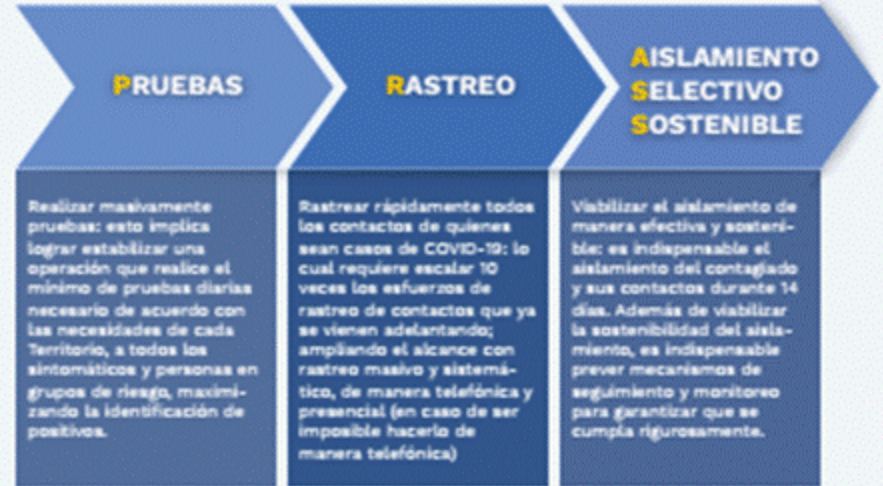 PRUEBAS
Realizar masivamente
pruebas: esto implica
lograr estabilizar una
operación que realice el
mínimo de pruebas diarias
necesario de acuerdo con
las necesidades de cada
Territorio, a todos los
sintomáticos y personas en
grupos de riesgo, maximi-
zando la identificación de
positivos.
RASTREO
Rastrear rápidamente todos
los contactos de quienes
sean casos de COVID-19: lo
cual requiere escalar 10
veces los esfuerzos de
rastreo de contactos que ya
se vienen adelantando;
ampliando el alcance con
rastreo masivo y sistemá-
tico, de manera telefónica y
presencial (en caso de ser
imposible hacerlo de
manera telefónica)
AISLAMIENTO
SELECTIVO
SOSTENIBLE
Viabilizar el aislamiento de
manera efectiva y sosteni-
ble: es indispensable el
aislamiento del contagiado
y sus contactos durante 14
días. Además de viabilizar
la sostenibilidad del aisla-
miento, es indispensable
prever mecanismos de
seguimiento y monitoreo
para garantizar que se
cumpla rigurosamente.